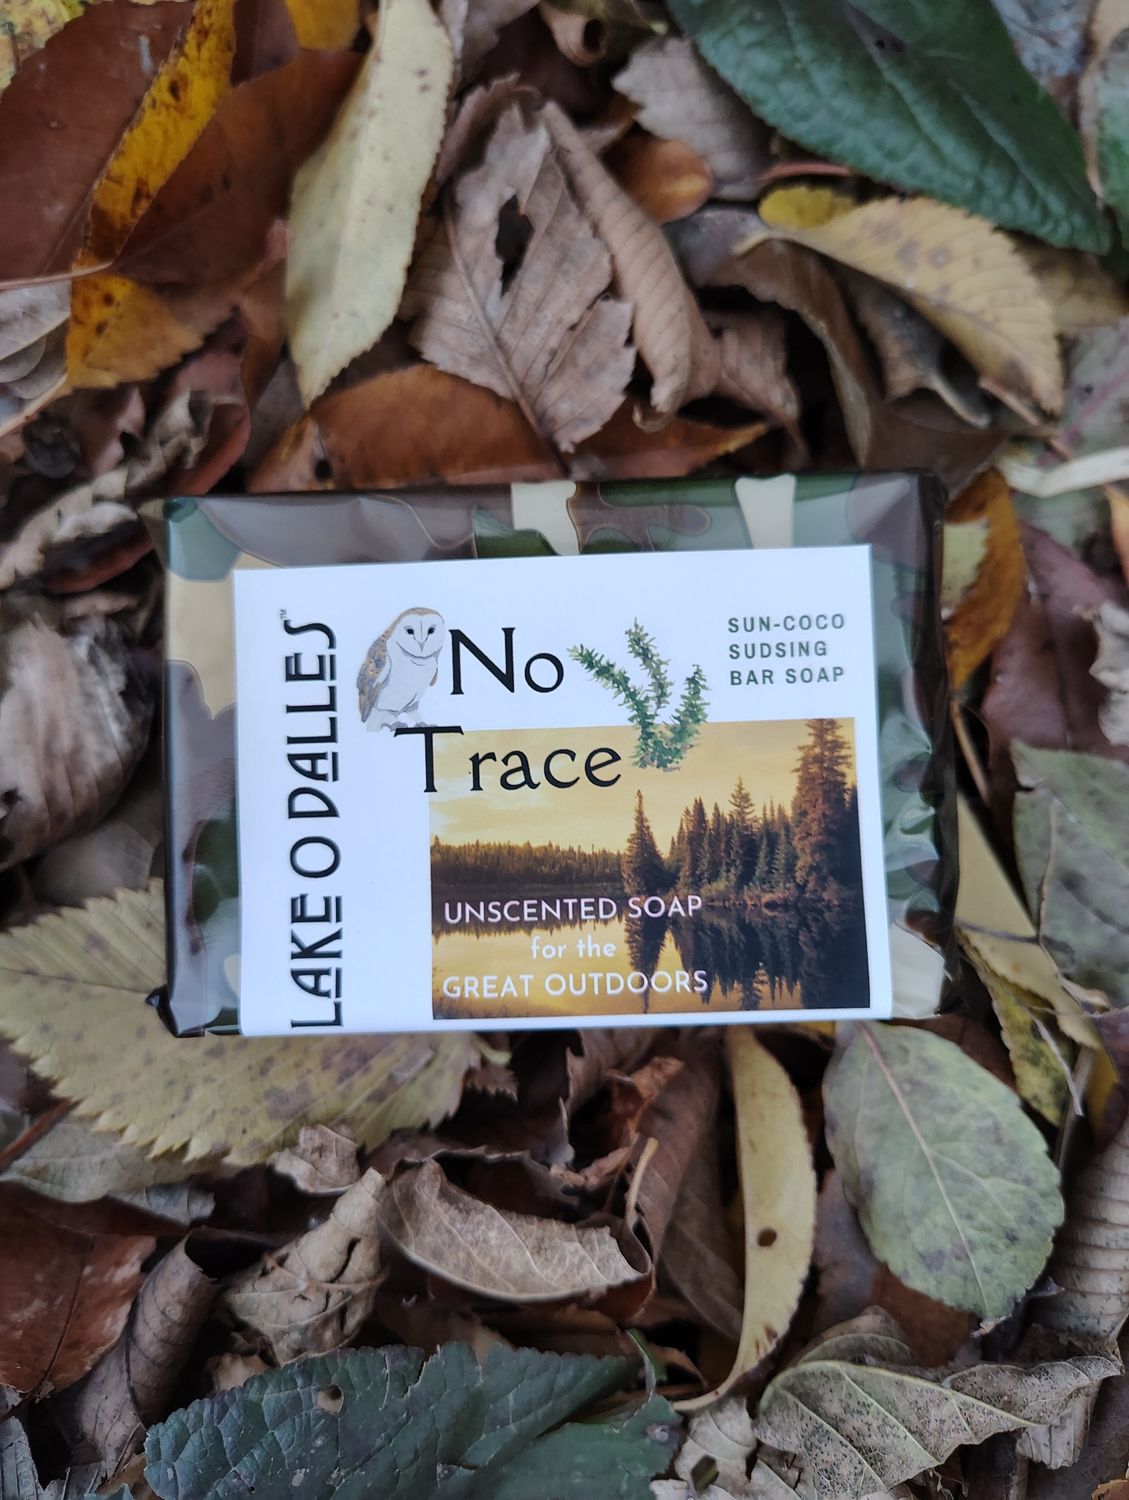 LAKE O DALLES™
No
Trace
SUN-COCO
SUDSING
BAR SOAP
UNSCENTED SOAP
for the
GREAT OUTDOORS